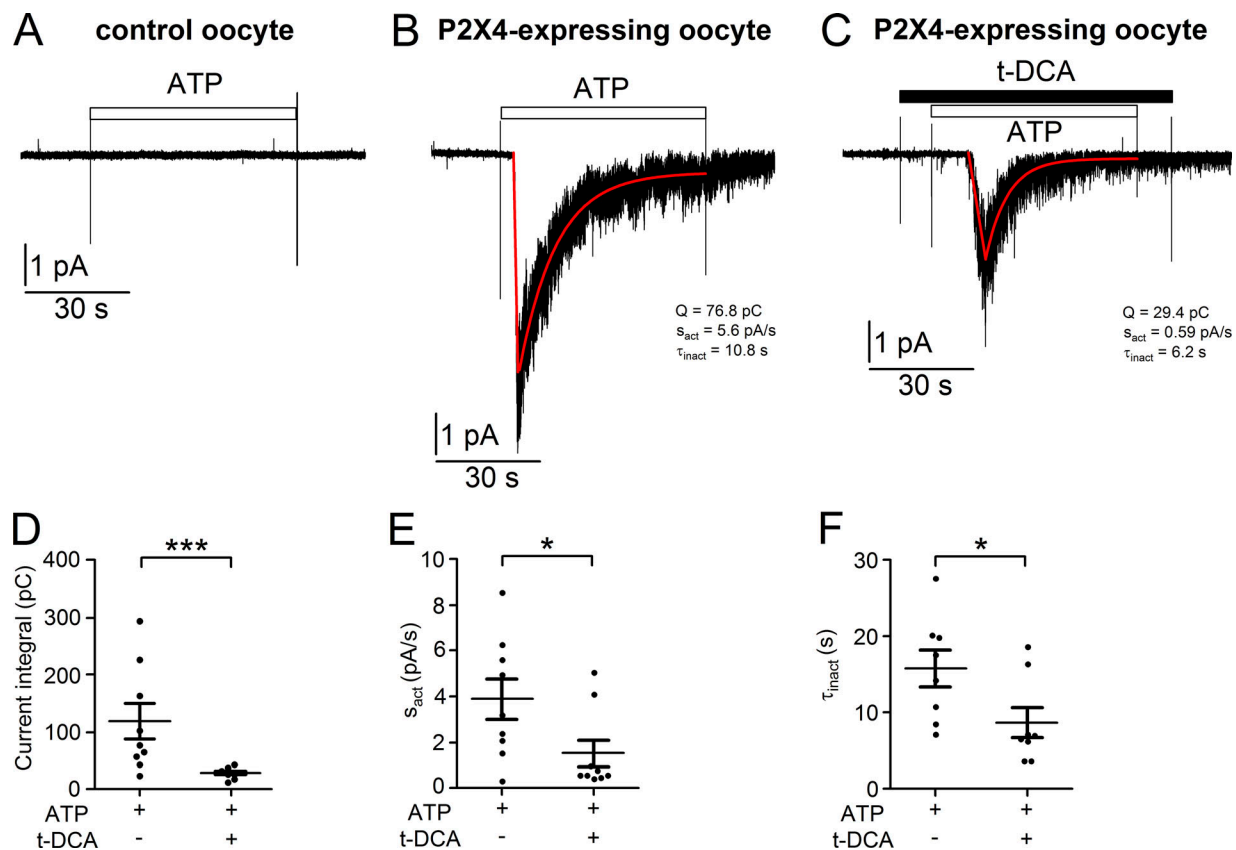 A control oocyte
ATP
1 pA
30 s
B P2X4-expressing oocyte
ATP
Q = 76.8 pC
s_act = 5.6 pA/s
τ_inact = 10.8 s
1 pA
30 s
C P2X4-expressing oocyte
t-DCA
ATP
Q = 29.4 pC
s_act = 0.59 pA/s
τ_inact = 6.2 s
1 pA
30 s
D
***
Current integral (pC)
400
300
200
100
0
ATP + +
t-DCA - +
E
*
s_act (pA/s)
10
8
6
4
2
0
+ +
- +
F
*
τ_inact (s)
30
20
10
0
ATP + +
t-DCA - +